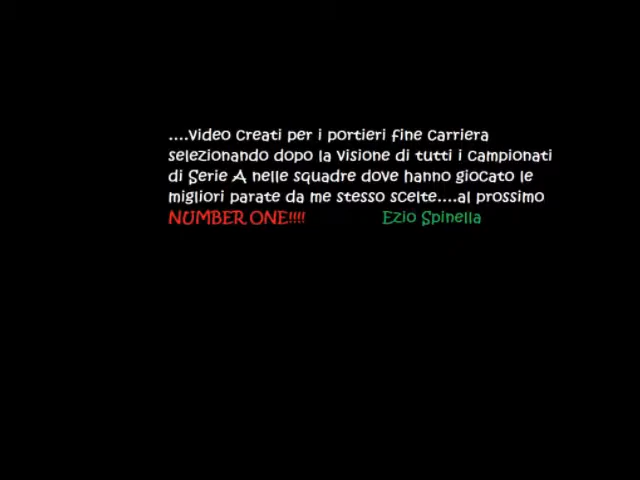 ....Video creati per i portieri fine carriera
selezionando dopo la visione di tutti i campionati
di Serie A nelle squadre dove hanno giocato le
migliori parate da me stesso scelte....al prossimo
NUMBER ONE!!!! Ezio Spinella